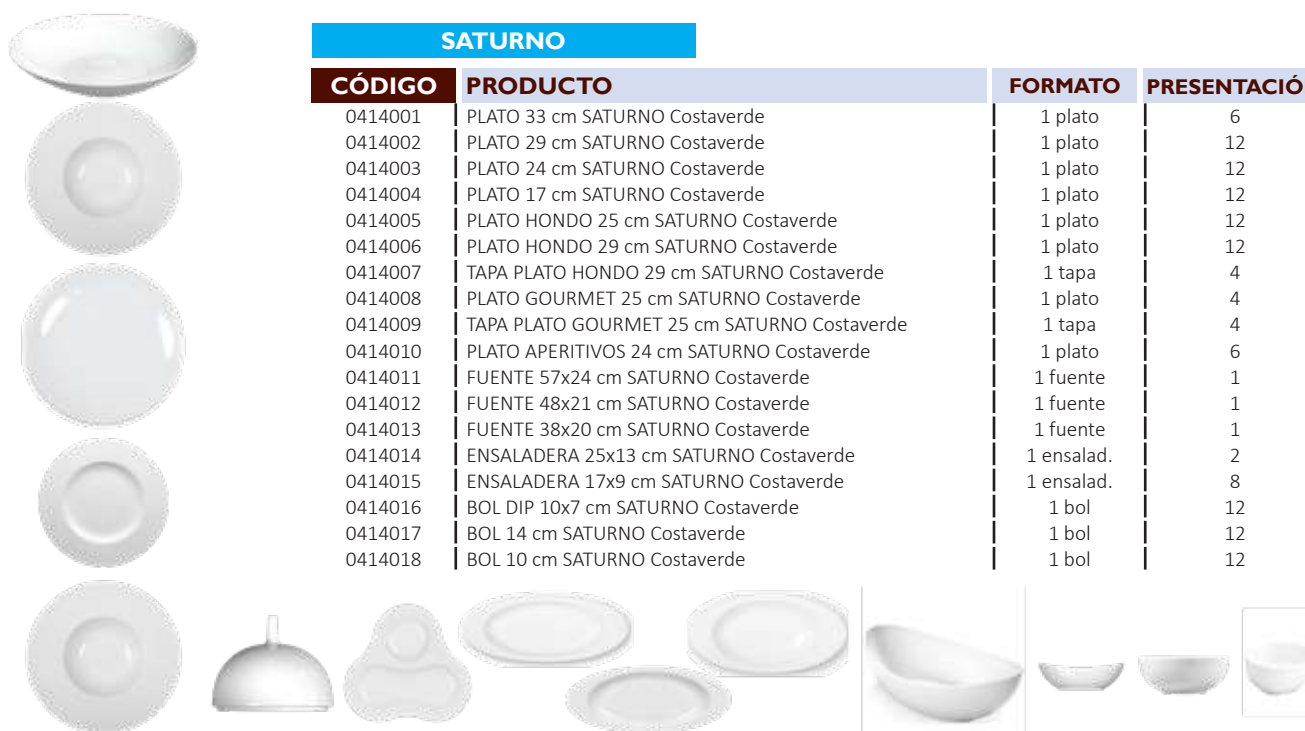 SATURNO
CÓDIGO PRODUCTO FORMATO PRESENTACIÓ
0414001 PLATO 33 cm SATURNO Costaverde 1 plato 6
0414002 PLATO 29 cm SATURNO Costaverde 1 plato 12
0414003 PLATO 24 cm SATURNO Costaverde 1 plato 12
0414004 PLATO 17 cm SATURNO Costaverde 1 plato 12
0414005 PLATO HONDO 25 cm SATURNO Costaverde 1 plato 12
0414006 PLATO HONDO 29 cm SATURNO Costaverde 1 plato 12
0414007 TAPA PLATO HONDO 29 cm SATURNO Costaverde 1 tapa 4
0414008 PLATO GOURMET 25 cm SATURNO Costaverde 1 plato 4
0414009 TAPA PLATO GOURMET 25 cm SATURNO Costaverde 1 tapa 4
0414010 PLATO APERITIVOS 24 cm SATURNO Costaverde 1 plato 6
0414011 FUENTE 57x24 cm SATURNO Costaverde 1 fuente 1
0414012 FUENTE 48x21 cm SATURNO Costaverde 1 fuente 1
0414013 FUENTE 38x20 cm SATURNO Costaverde 1 fuente 1
0414014 ENSALADERA 25x13 cm SATURNO Costaverde 1 ensalad. 2
0414015 ENSALADERA 17x9 cm SATURNO Costaverde 1 ensalad. 8
0414016 BOL DIP 10x7 cm SATURNO Costaverde 1 bol 12
0414017 BOL 14 cm SATURNO Costaverde 1 bol 12
0414018 BOL 10 cm SATURNO Costaverde 1 bol 12